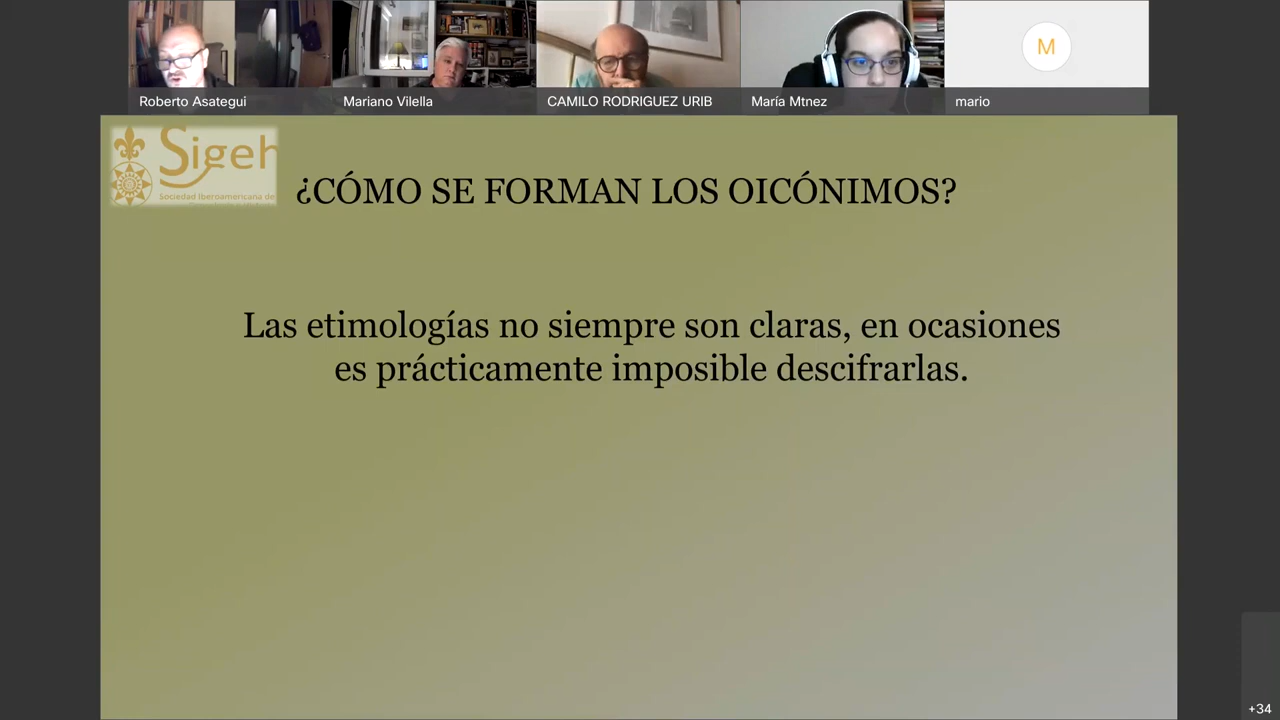 Roberto Asategui
Mariano Vilella
CAMILO RODRIGUEZ URIB
María Mtnez
M
mario
Sigeh
Sociedad Iberoamericana de
¿CÓMO SE FORMAN LOS OICÓNIMOS?
Las etimologías no siempre son claras, en ocasiones
es prácticamente imposible descifrarlas.
+34